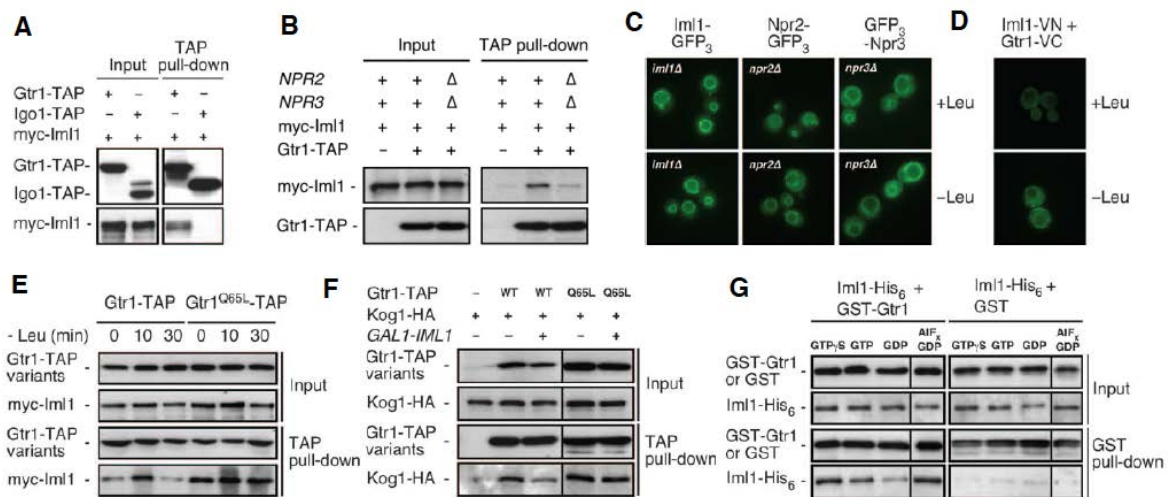 A
TAP
Input pull-down
Gtr1-TAP + – + –
Igo1-TAP – + – +
myc-Iml1 + + + +
Gtr1-TAP-
Igo1-TAP-
myc-Iml1 -
B
Input TAP pull-down
NPR2 + + Δ + + Δ
NPR3 + + Δ + + Δ
myc-Iml1 + + + + + +
Gtr1-TAP – + + – + +
myc-Iml1 -
Gtr1-TAP -
C
Iml1- Npr2- GFP3
GFP3 GFP3 -Npr3
iml1Δ npr2Δ npr3Δ
+Leu
iml1Δ npr2Δ npr3Δ
–Leu
D
Iml1-VN +
Gtr1-VC
+Leu
–Leu
E
Gtr1-TAP Gtr1Q65L-TAP
- Leu (min) 0 10 30 0 10 30
Gtr1-TAP
variants -
myc-Iml1 -
Input
Gtr1-TAP
variants -
myc-Iml1 -
TAP
pull-down
F
Gtr1-TAP – WT WT Q65L Q65L
Kog1-HA + + + + +
GAL1-IML1 + +
Gtr1-TAP
variants -
Kog1-HA -
Input
Gtr1-TAP
variants -
Kog1-HA -
TAP
pull-down
G
Iml1-His6 + Iml1-His6 +
GST-Gtr1 GST
GTPγS GTP GDP AlFx GDP GTPγS GTP GDP AlFx GDP
GST-Gtr1
or GST -
Iml1-His6 -
Input
GST-Gtr1
or GST -
Iml1-His6 -
GST
pull-down